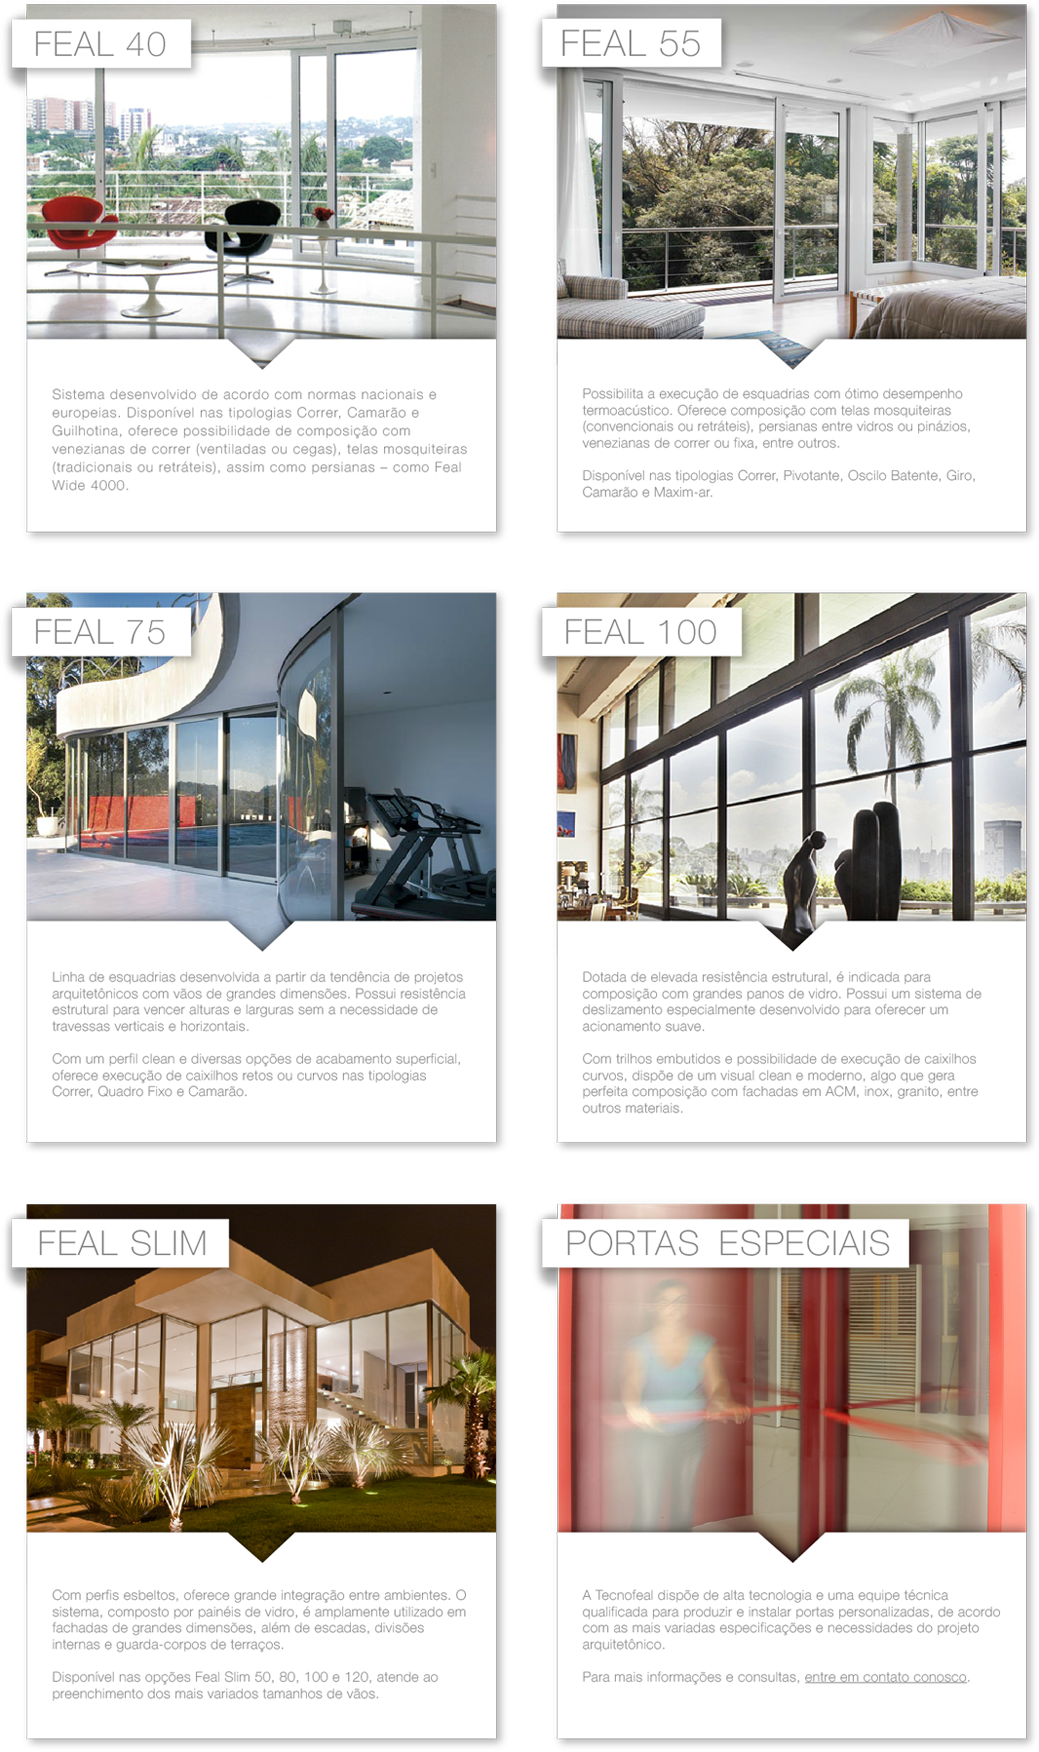 FEAL 40
Sistema desenvolvido de acordo com normas nacionais e
europeias. Disponível nas tipologias Correr, Camarão e
Guilhotina, oferece possibilidade de composição com
venezianas de correr (ventiladas ou cegas), telas mosquiteiras
(tradicionais ou retráteis), assim como persianas – como Feal
Wide 4000.
FEAL 55
Possibilita a execução de esquadrias com ótimo desempenho
termoacústico. Oferece composição com telas mosquiteiras
(convencionais ou retráteis), persianas entre vidros ou pinázios,
venezianas de correr ou fixa, entre outros.
Disponível nas tipologias Correr, Pivotante, Oscilo Batente, Giro,
Camarão e Maxim-ar.
FEAL 75
Linha de esquadrias desenvolvida a partir da tendência de projetos
arquitetônicos com vãos de grandes dimensões. Possui resistência
estrutural para vencer alturas e larguras sem a necessidade de
travessas verticais e horizontais.
Com um perfil clean e diversas opções de acabamento superficial,
oferece execução de caixilhos retos ou curvos nas tipologias
Correr, Quadro Fixo e Camarão.
FEAL 100
Dotada de elevada resistência estrutural, é indicada para
composição com grandes panos de vidro. Possui um sistema de
deslizamento especialmente desenvolvido para oferecer um
acionamento suave.
Com trilhos embutidos e possibilidade de execução de caixilhos
curvos, dispõe de um visual clean e moderno, algo que gera
perfeita composição com fachadas em ACM, inox, granito, entre
outros materiais.
FEAL SLIM
Com perfis esbeltos, oferece grande integração entre ambientes. O
sistema, composto por painéis de vidro, é amplamente utilizado em
fachadas de grandes dimensões, além de escadas, divisões
internas e guarda-corpos de terraços.
Disponível nas opções Feal Slim 50, 80, 100 e 120, atende ao
preenchimento dos mais variados tamanhos de vãos.
PORTAS ESPECIAIS
A Tecnofeal dispõe de alta tecnologia e uma equipe técnica
qualificada para produzir e instalar portas personalizadas, de acordo
com as mais variadas especificações e necessidades do projeto
arquitetônico.
Para mais informações e consultas, entre em contato conosco.